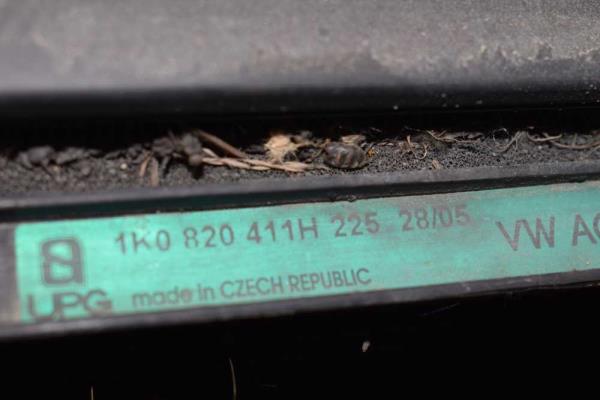 1K0 820 411H 225 28/05 VW AG
UPG made in CZECH REPUBLIC